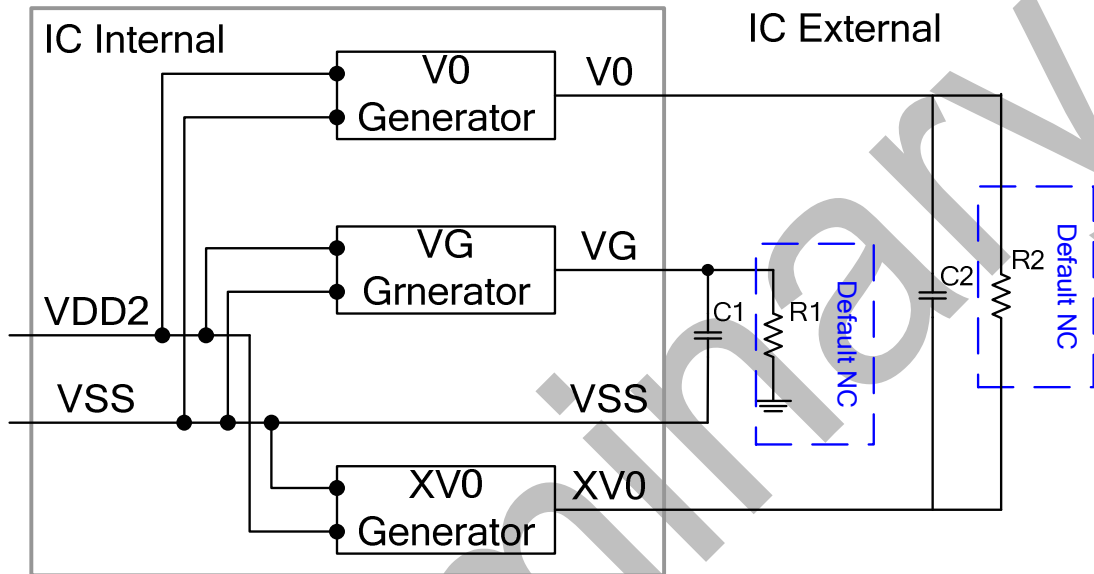 IC Internal
IC External
V0
Generator
V0
VG
Grnerator
VG
VDD2
VSS
VSS
C1
R1
Default NC
C2
R2
Default NC
XV0
Generator
XV0
minary